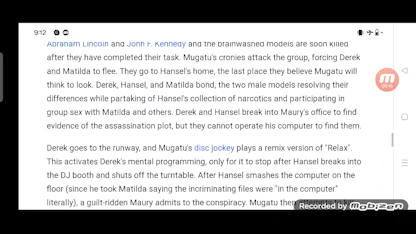 9:12
Abraham Lincoln and John F. Kennedy and the brainwashed models are soon killed
after they have completed their task. Mugatu's cronies attack the group, forcing Derek
and Matilda to flee. They go to Hansel's home, the last place they believe Mugatu will
think to look. Derek, Hansel, and Matilda bond, the two male models resolving their
differences while partaking of Hansel's collection of narcotics and participating in
group sex with Matilda and others. Derek and Hansel break into Maury's office to find
evidence of the assassination plot, but they cannot operate his computer to find them.
Derek goes to the runway, and Mugatu's disc jockey plays a remix version of "Relax".
This activates Derek's mental programming, only for it to stop after Hansel breaks into
the DJ booth and shuts off the turntable. After Hansel smashes the computer on the
floor (since he took Matilda saying the incriminating files were "in the computer"
literally), a guilt-ridden Maury admits to the conspiracy. Mugatu then
Recorded by Mobizen